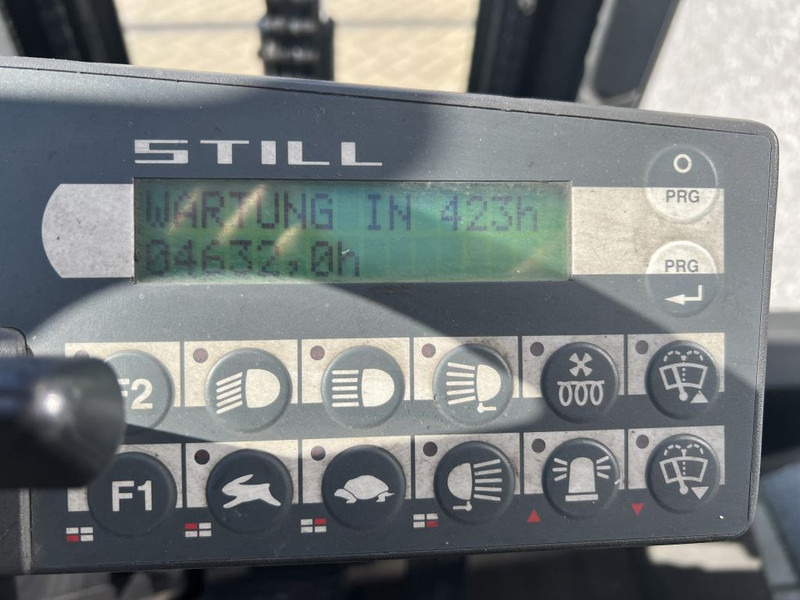 STILL
WARTUNG IN 423h
04632,0h
PRG
PRG
F2
F1